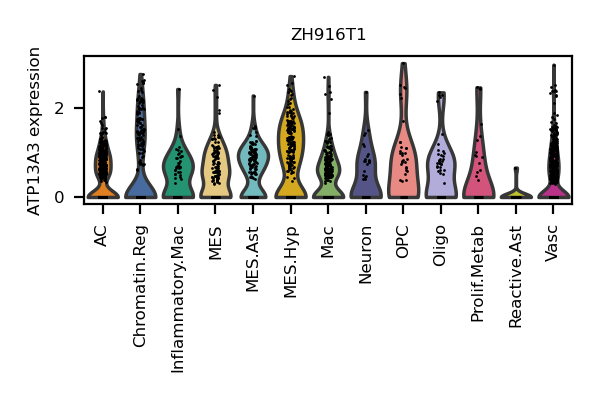 ZH916T1
ATP13A3 expression
2
0
AC
Chromatin.Reg
Inflammatory.Mac
MES
MES.Ast
MES.Hyp
Mac
Neuron
OPC
Oligo
Prolif.Metab
Reactive.Ast
Vasc